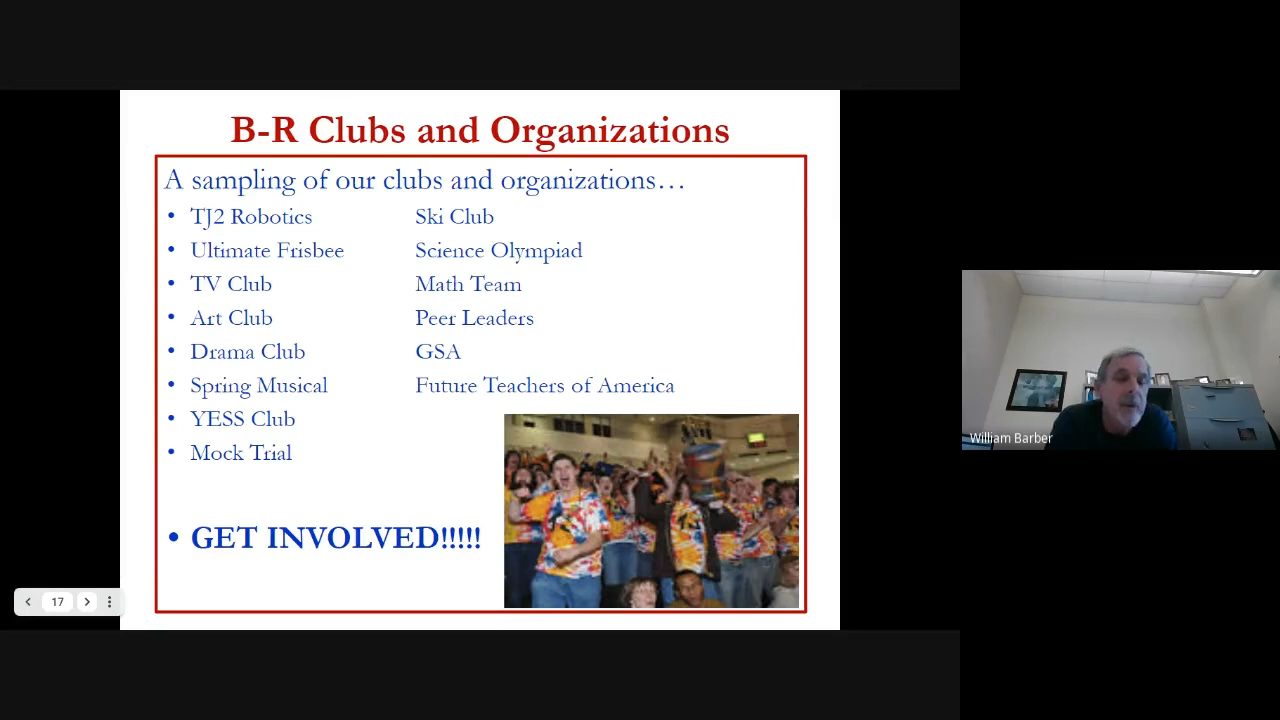 B-R Clubs and Organizations
A sampling of our clubs and organizations…
• TJ2 Robotics Ski Club
• Ultimate Frisbee Science Olympiad
• TV Club Math Team
• Art Club Peer Leaders
• Drama Club GSA
• Spring Musical Future Teachers of America
• YESS Club
• Mock Trial
• GET INVOLVED!!!!!
17
William Barber